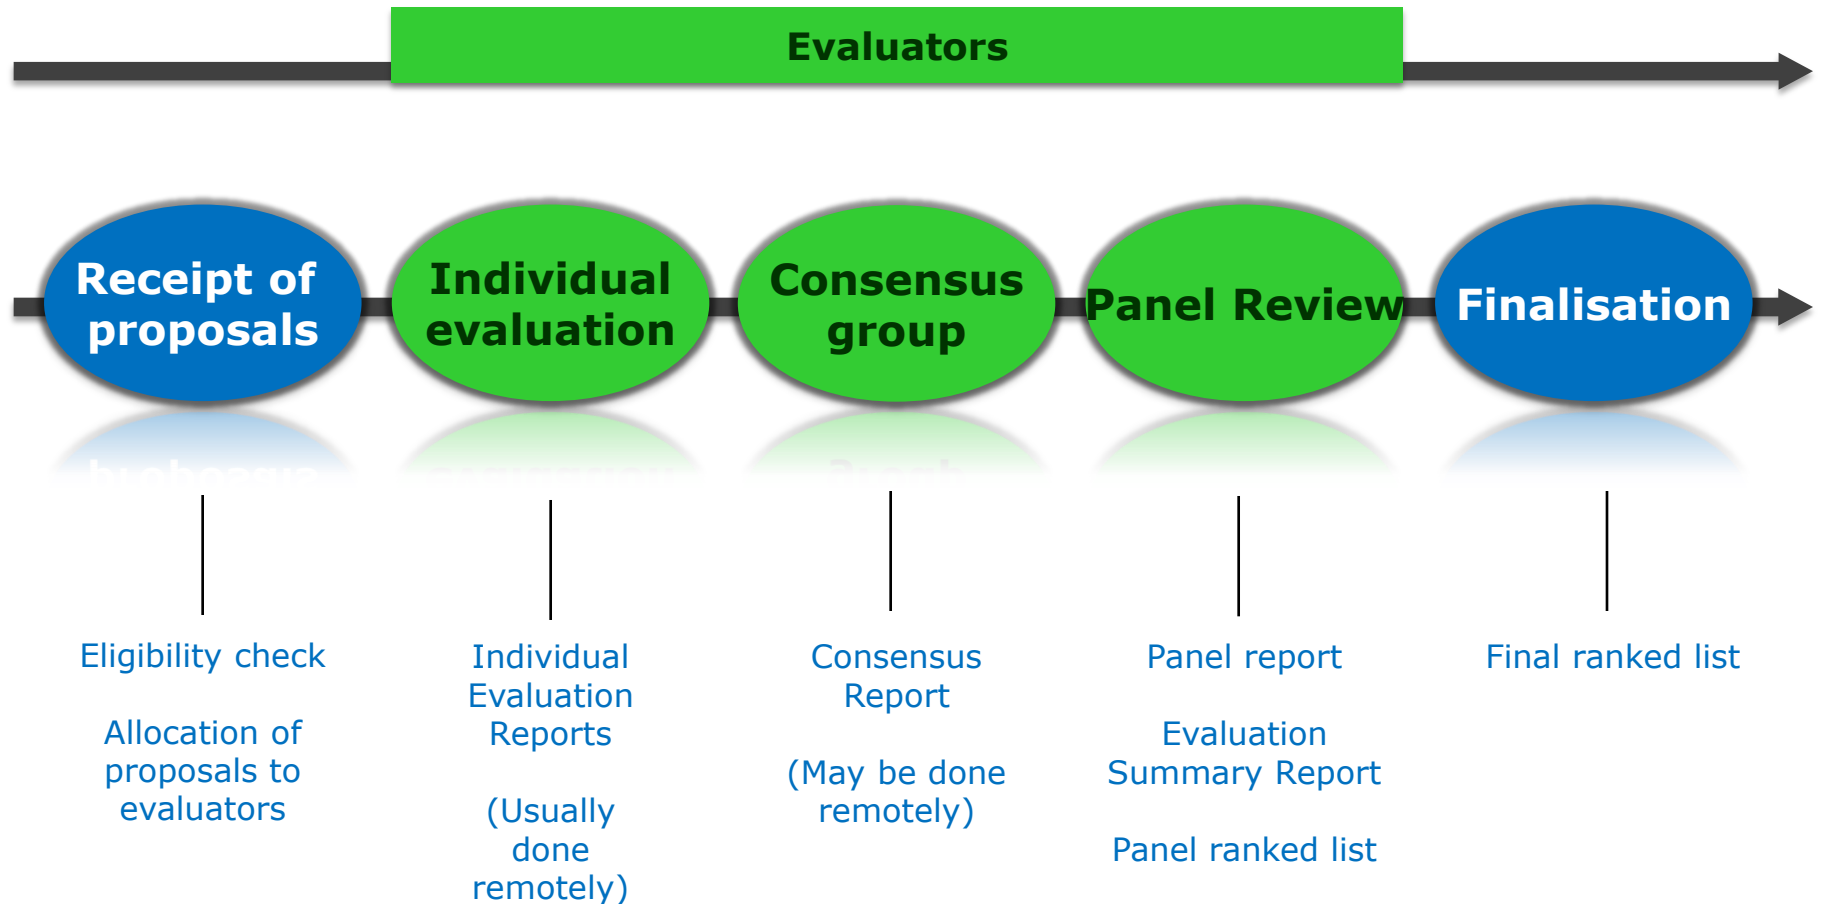 Evaluators
Receipt of
proposals
Individual
evaluation
Consensus
group
Panel Review
Finalisation
Eligibility check
Allocation of
proposals to
evaluators
Individual
Evaluation
Reports
(Usually
done
remotely)
Consensus
Report
(May be done
remotely)
Panel report
Evaluation
Summary Report
Panel ranked list
Final ranked list